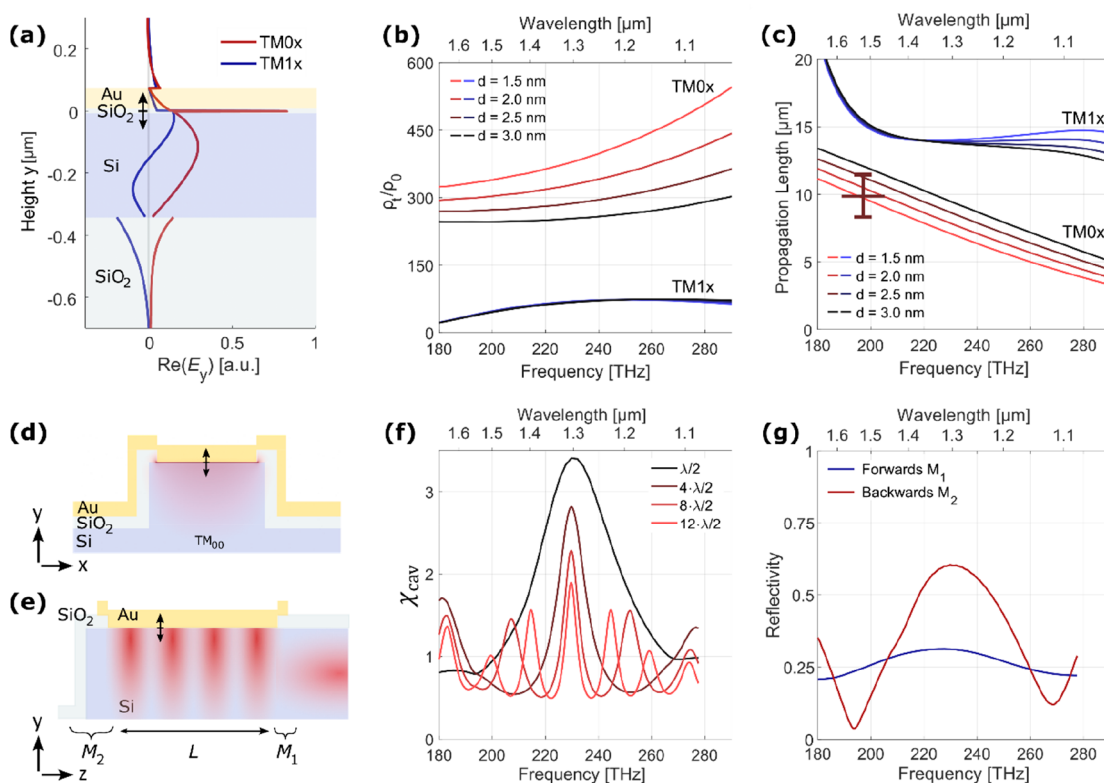 (a)
TM0x
TM1x
Au
SiO2
Si
SiO2
0.2
0
-0.2
-0.4
-0.6
Height y [μm]
0
0.5
1
Re(Ey) [a.u.]
(b)
Wavelength [μm]
1.6 1.5 1.4 1.3 1.2 1.1
600
450
300
150
0
ρt/ρ0
d = 1.5 nm
d = 2.0 nm
d = 2.5 nm
d = 3.0 nm
TM0x
TM1x
180 200 220 240 260 280
Frequency [THz]
(c)
Wavelength [μm]
1.6 1.5 1.4 1.3 1.2 1.1
20
15
10
5
0
Propagation Length [μm]
TM1x
TM0x
d = 1.5 nm
d = 2.0 nm
d = 2.5 nm
d = 3.0 nm
180 200 220 240 260 280
Frequency [THz]
(d)
Au
SiO2
Si
TM00
y
x
(e)
SiO2
Au
Si
M2
L
M1
y
z
(f)
Wavelength [μm]
1.6 1.5 1.4 1.3 1.2 1.1
3
2
1
0
χcav
λ/2
4·λ/2
8·λ/2
12·λ/2
180 200 220 240 260 280
Frequency [THz]
(g)
Wavelength [μm]
1.6 1.5 1.4 1.3 1.2 1.1
1
0.75
0.5
0.25
0
Reflectivity
Forwards M1
Backwards M2
180 200 220 240 260 280
Frequency [THz]